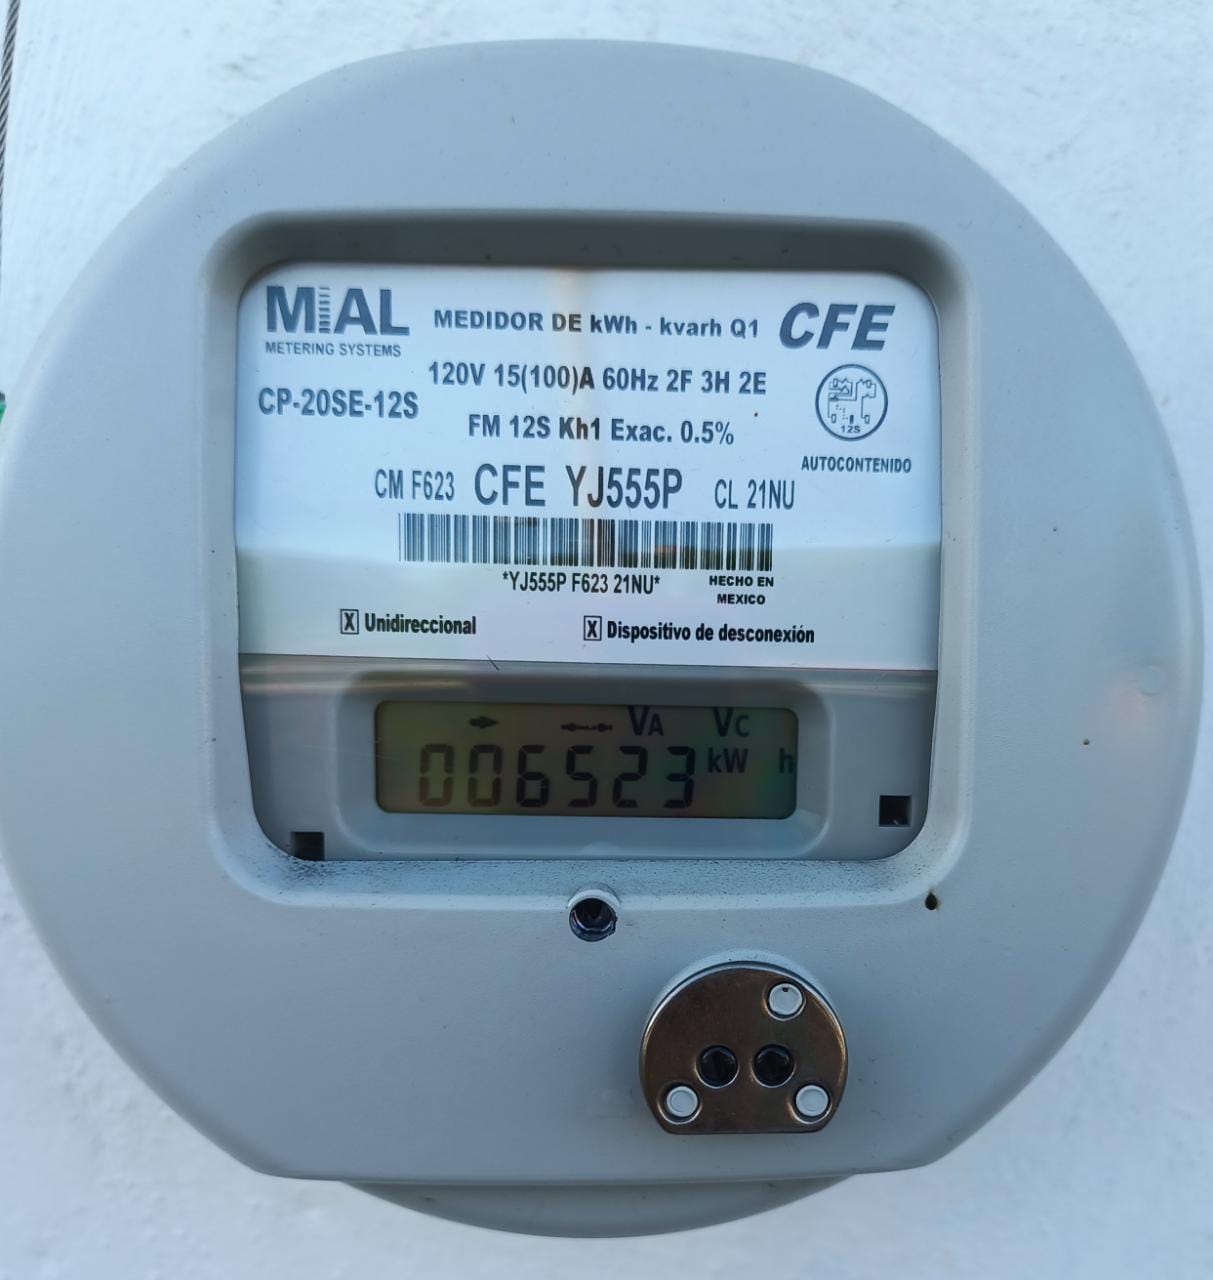 MIAL
METERING SYSTEMS
MEDIDOR DE kWh - kvarh Q1
CFE
120V 15(100)A 60Hz 2F 3H 2E
CP-20SE-12S
FM 12S Kh1 Exac. 0.5%
12S
AUTOCONTENIDO
CM F623 CFE YJ555P CL 21NU
*YJ555P F623 21NU*
HECHO EN
MEXICO
X Unidireccional
X Dispositivo de desconexión
VA VC
006523 kW h